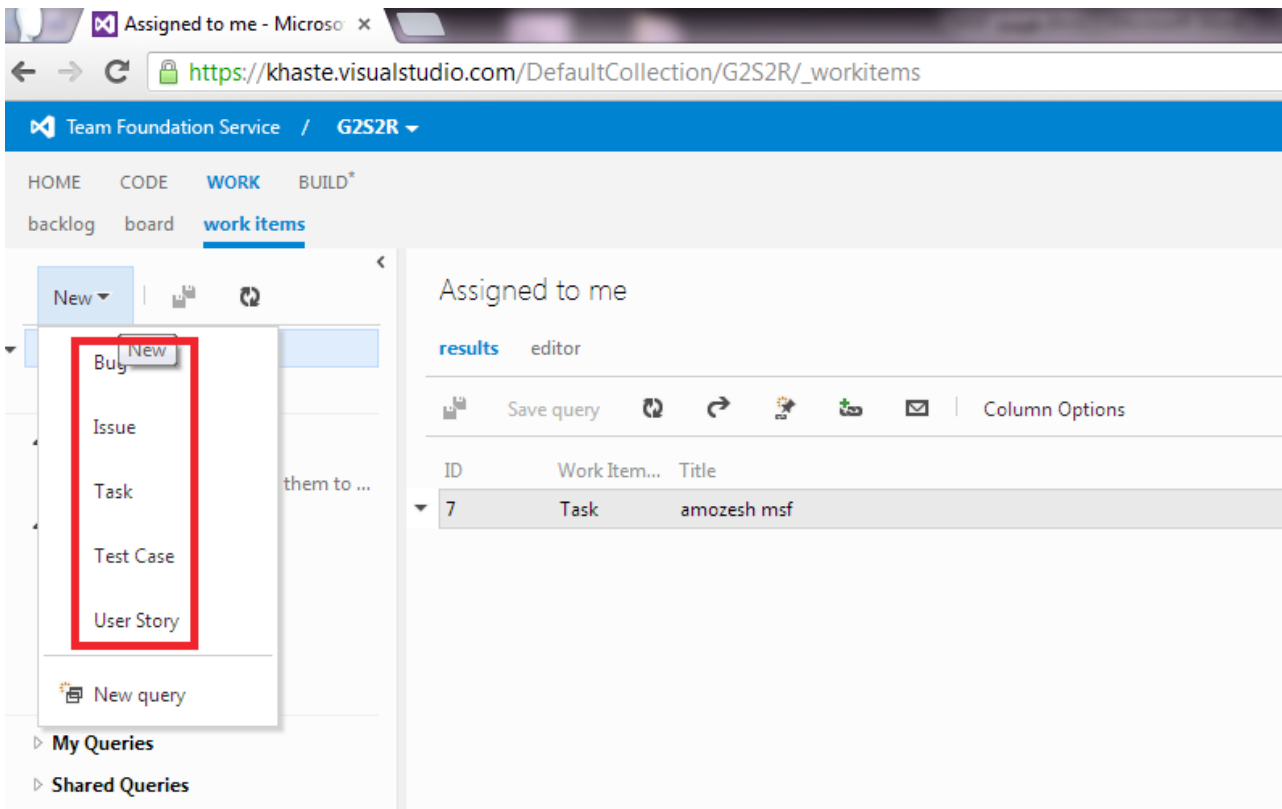 Assigned to me - Microso
https://khaste.visualstudio.com/DefaultCollection/G2S2R/_workitems
Team Foundation Service / G2S2R
HOME CODE WORK BUILD*
backlog board work items
New
New
Bug
Issue
Task
Test Case
User Story
New query
them to ...
My Queries
Shared Queries
Assigned to me
results editor
Save query Column Options
ID Work Item... Title
7 Task amozesh msf